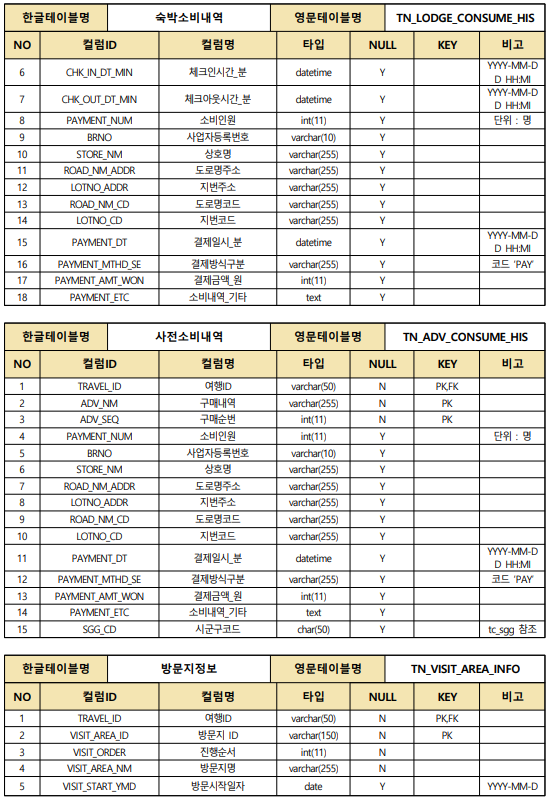 한글테이블명 숙박소비내역 영문테이블명 TN_LODGE_CONSUME_HIS
NO 컬럼ID 컬럼명 타입 NULL KEY 비고
6 CHK_IN_DT_MIN 체크인시간_분 datetime Y YYYY-MM-D
D HH:MI
7 CHK_OUT_DT_MIN 체크아웃시간_분 datetime Y YYYY-MM-D
D HH:MI
8 PAYMENT_NUM 소비인원 int(11) Y 단위 : 명
9 BRNO 사업자등록번호 varchar(10) Y
10 STORE_NM 상호명 varchar(255) Y
11 ROAD_NM_ADDR 도로명주소 varchar(255) Y
12 LOTNO_ADDR 지번주소 varchar(255) Y
13 ROAD_NM_CD 도로명코드 varchar(255) Y
14 LOTNO_CD 지번코드 varchar(255) Y
15 PAYMENT_DT 결제일시_분 datetime Y YYYY-MM-D
D HH:MI
16 PAYMENT_MTHD_SE 결제방식구분 varchar(255) Y 코드 'PAY'
17 PAYMENT_AMT_WON 결제금액_원 int(11) Y
18 PAYMENT_ETC 소비내역_기타 text Y
한글테이블명 사전소비내역 영문테이블명 TN_ADV_CONSUME_HIS
NO 컬럼ID 컬럼명 타입 NULL KEY 비고
1 TRAVEL_ID 여행ID varchar(50) N PK,FK
2 ADV_NM 구매내역 varchar(255) N PK
3 ADV_SEQ 구매순번 int(11) N PK
4 PAYMENT_NUM 소비인원 int(11) Y 단위 : 명
5 BRNO 사업자등록번호 varchar(10) Y
6 STORE_NM 상호명 varchar(255) Y
7 ROAD_NM_ADDR 도로명주소 varchar(255) Y
8 LOTNO_ADDR 지번주소 varchar(255) Y
9 ROAD_NM_CD 도로명코드 varchar(255) Y
10 LOTNO_CD 지번코드 varchar(255) Y
11 PAYMENT_DT 결제일시_분 datetime Y YYYY-MM-D
D HH:MI
12 PAYMENT_MTHD_SE 결제방식구분 varchar(255) Y 코드 'PAY'
13 PAYMENT_AMT_WON 결제금액_원 int(11) Y
14 PAYMENT_ETC 소비내역_기타 text Y
15 SGG_CD 시군구코드 char(50) Y tc_sgg 참조
한글테이블명 방문지정보 영문테이블명 TN_VISIT_AREA_INFO
NO 컬럼ID 컬럼명 타입 NULL KEY 비고
1 TRAVEL_ID 여행ID varchar(50) N PK,FK
2 VISIT_AREA_ID 방문지 ID varchar(150) N PK
3 VISIT_ORDER 진행순서 int(11) N
4 VISIT_AREA_NM 방문지명 varchar(255) N
5 VISIT_START_YMD 방문시작일자 date Y YYYY-MM-D